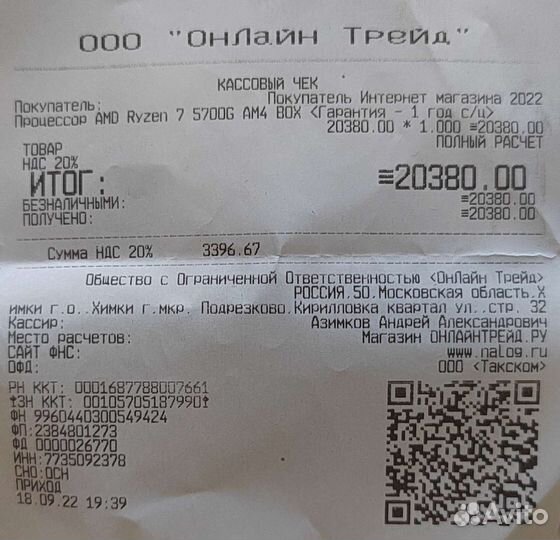 ООО "ОнЛайн Трейд"
КАССОВЫЙ ЧЕК
Покупатель: Покупатель Интернет магазина 2022
Процессор AMD Ryzen 7 5700G AM4 BOX <Гарантия - 1 год с/ц>
20380.00 * 1.000 ≡20380.00
ТОВАР ПОЛНЫЙ РАСЧЕТ
НДС 20%
ИТОГ: ≡20380.00
БЕЗНАЛИЧНЫМИ: ≡20380.00
ПОЛУЧЕНО: ≡20380.00
Сумма НДС 20% 3396.67
Общество с Ограниченной Ответственностью <ОнЛайн Трейд>
РОССИЯ.50.Московская область.Х
имки г.о..Химки г.мкр. Подрезково.Кирилловка квартал ул..стр. 32
Кассир: Азимков Андрей Александрович
Место расчетов: Магазин ОНЛАЙНТРЕЙД.РУ
САЙТ ФНС: www.nalog.ru
ОФД: ООО <Такском>
РН ККТ: 0001687788007661
ЗН ККТ: 00105705187990
ФН 9960440300549424
ФП:2384801273
ФД 0000026770
ИНН:7735092378
СНО:ОСН
ПРИХОД
18.09.22 19:39
Avito